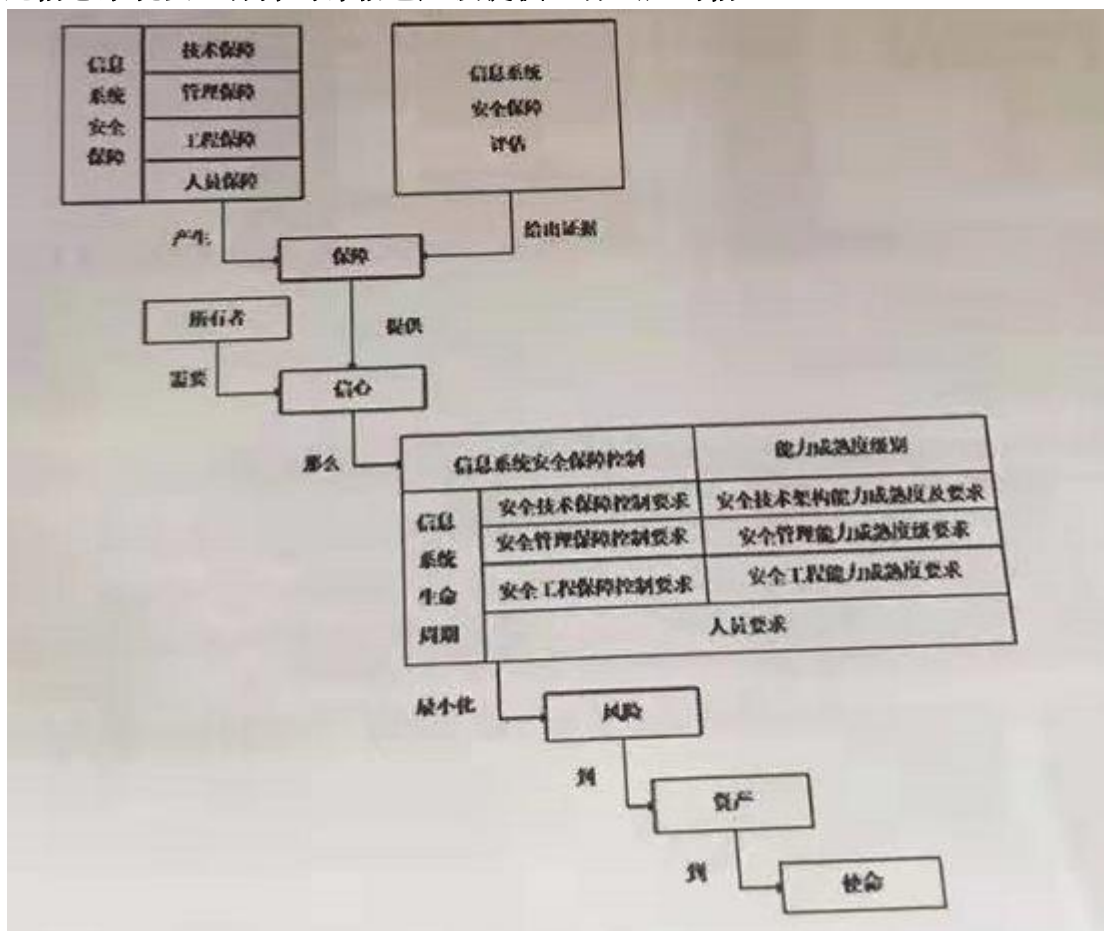 信息
系统
安全
保障
技术保障
管理保障
工程保障
人员保障
信息系统
安全保障
评估
产生
给出证据
保障
所有者
提供
需要
信心
那么
信息系统安全保障控制
能力成熟度级别
信息
系统
生命
周期
安全技术保障控制要求
安全技术架构能力成熟度及要求
安全管理保障控制要求
安全管理能力成熟度级要求
安全工程保障控制要求
安全工程能力成熟度要求
人员要求
最小化
风险
到
资产
到
使命